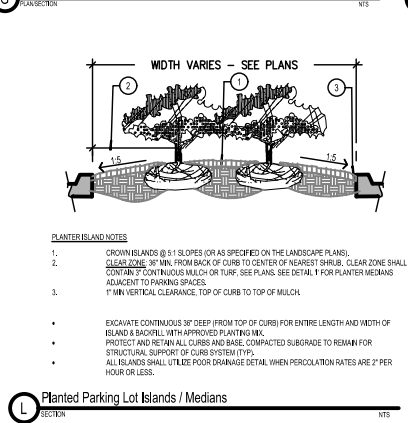 PLAN/SECTION
NTS
WIDTH VARIES - SEE PLANS
2
1
3
1:5
1:5
PLANTER ISLAND NOTES
1. CROWN ISLANDS @ 5:1 SLOPES (OR AS SPECIFIED ON THE LANDSCAPE PLANS).
2. CLEAR ZONE: 36" MIN. FROM BACK OF CURB TO CENTER OF NEAREST SHRUB. CLEAR ZONE SHALL
CONTAIN 3" CONTINUOUS MULCH OR TURF, SEE PLANS. SEE DETAIL 'I' FOR PLANTER MEDIANS
ADJACENT TO PARKING SPACES.
3. 1" MIN VERTICAL CLEARANCE, TOP OF CURB TO TOP OF MULCH.
• EXCAVATE CONTINUOUS 36" DEEP (FROM TOP OF CURB) FOR ENTIRE LENGTH AND WIDTH OF
ISLAND & BACKFILL WITH APPROVED PLANTING MIX.
• PROTECT AND RETAIN ALL CURBS AND BASE. COMPACTED SUBGRADE TO REMAIN FOR
STRUCTURAL SUPPORT OF CURB SYSTEM (TYP).
• ALL ISLANDS SHALL UTILIZE POOR DRAINAGE DETAIL WHEN PERCOLATION RATES ARE 2" PER
HOUR OR LESS.
L Planted Parking Lot Islands / Medians
SECTION
NTS